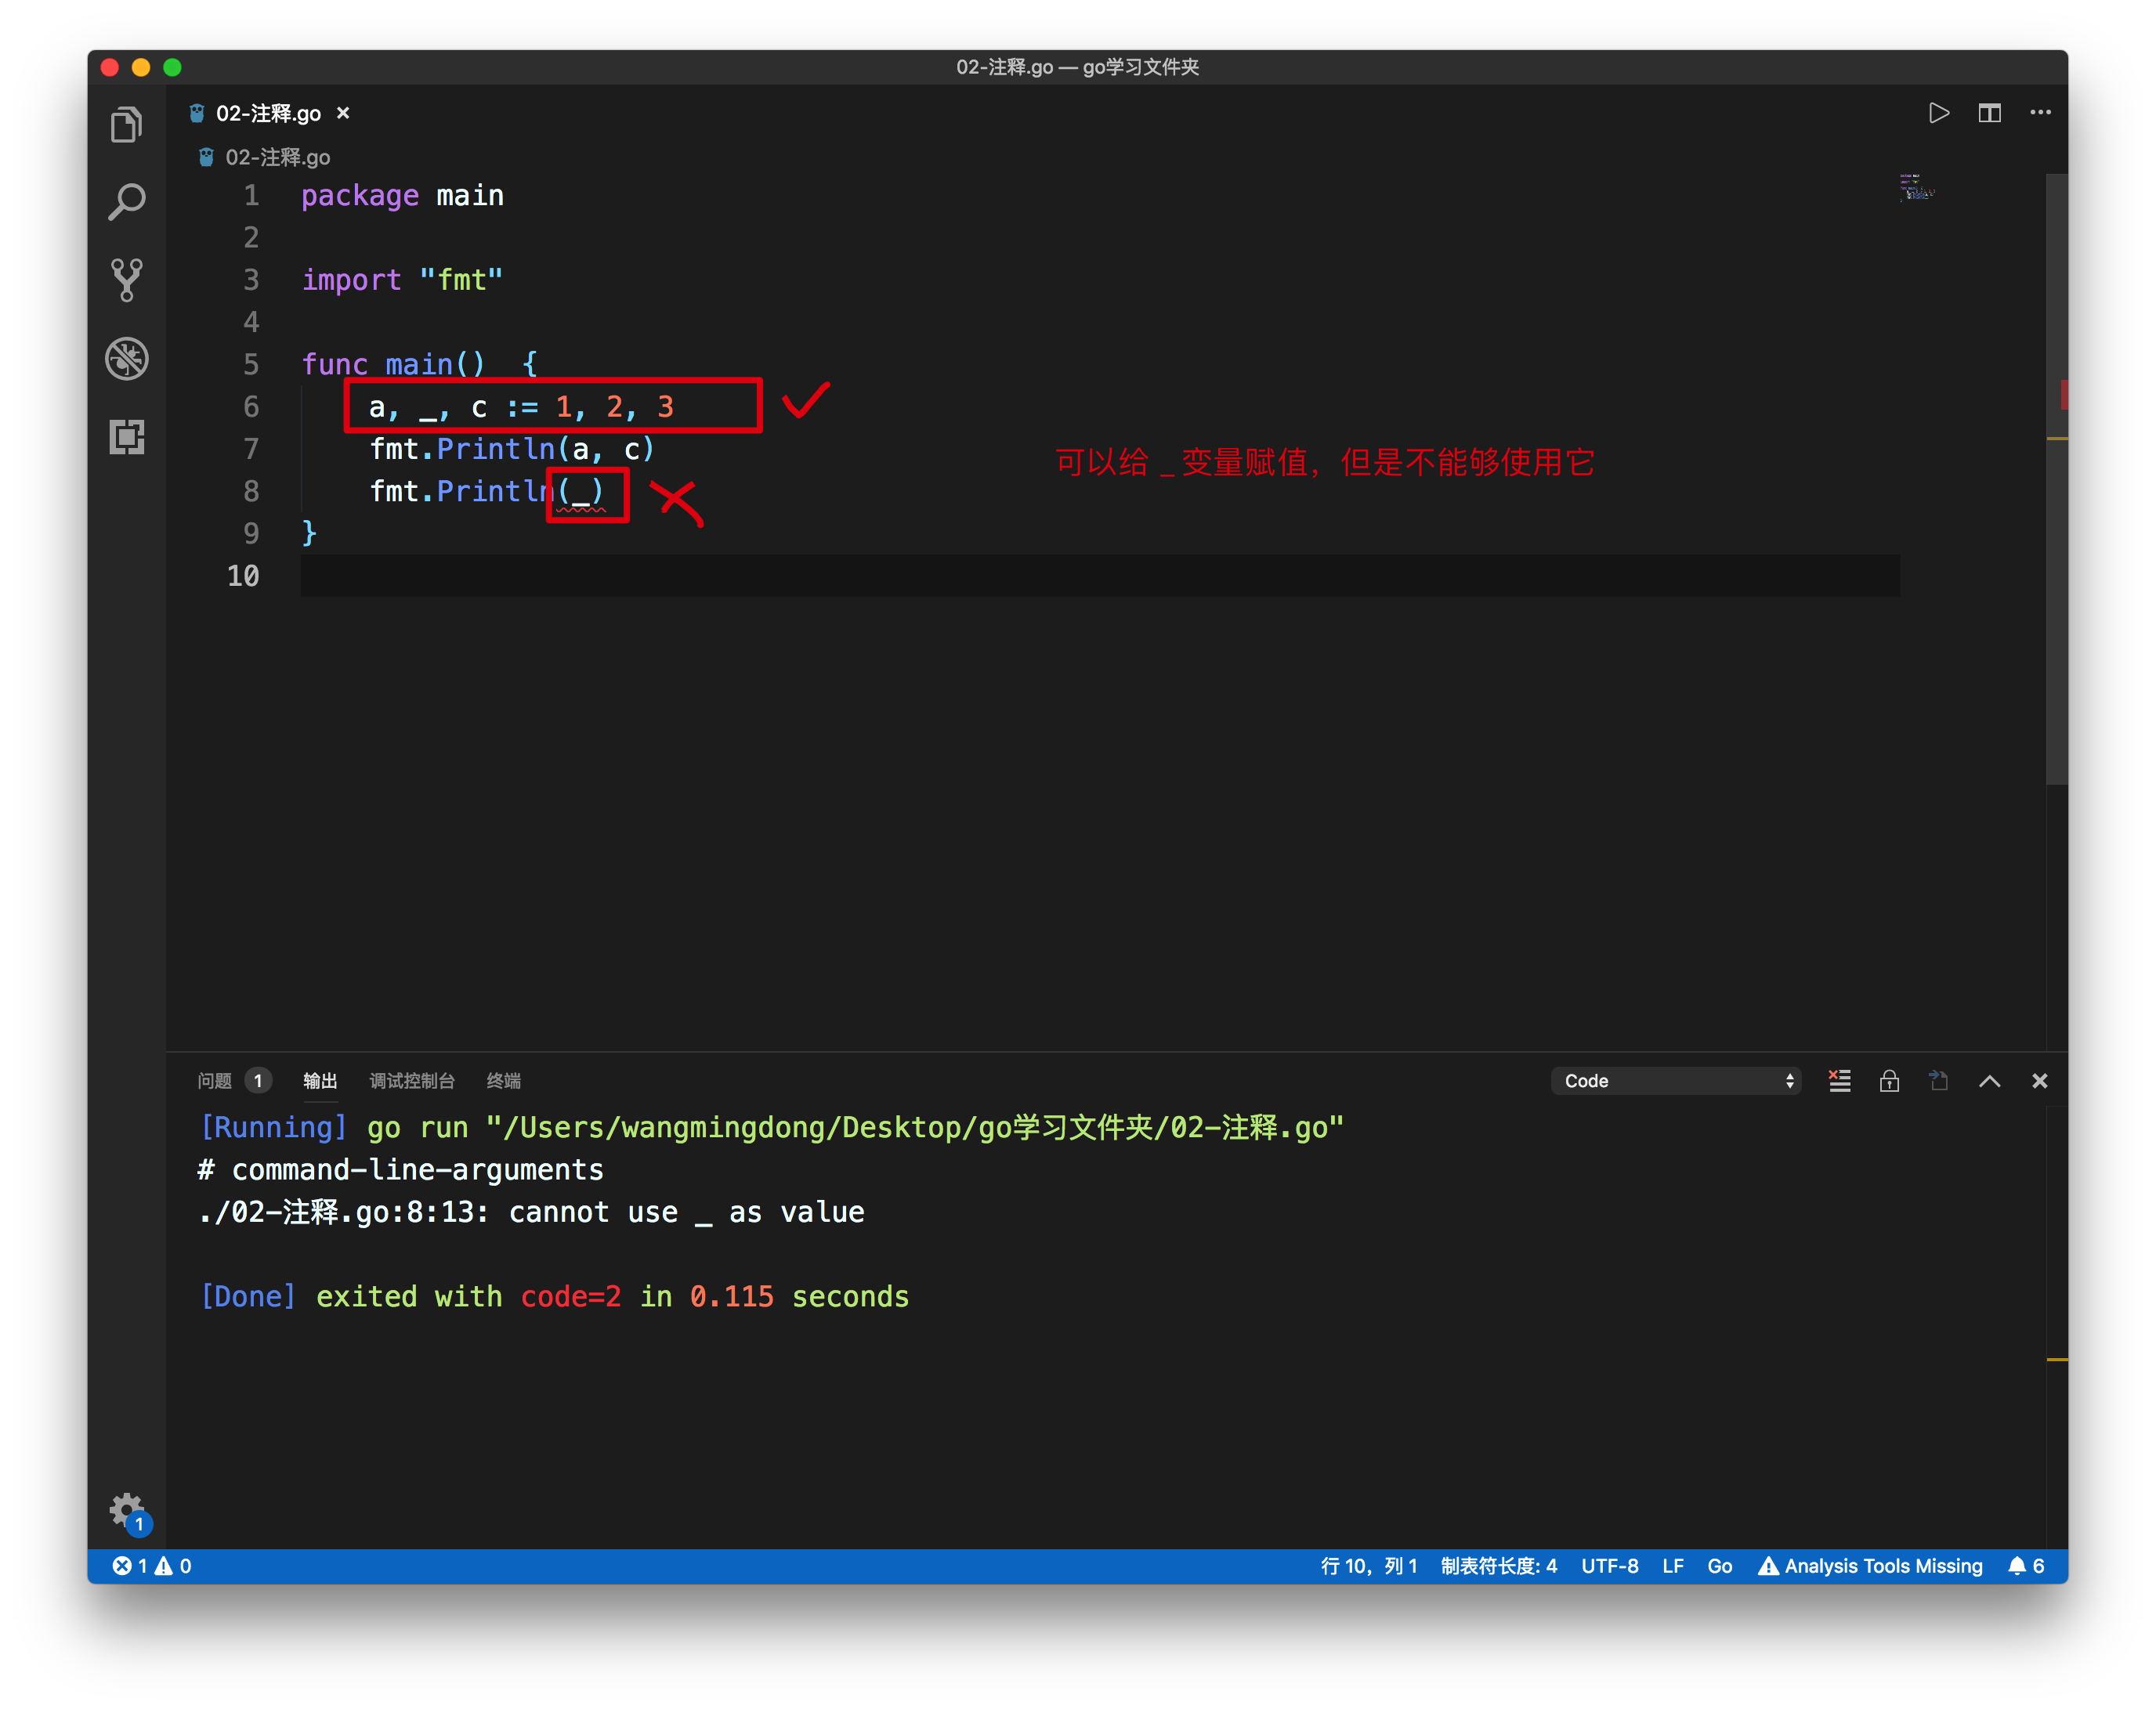 02-注释.go — go学习文件夹
02-注释.go ×
02-注释.go
1 package main
2
3 import "fmt"
4
5 func main()  {
6     a, _, c := 1, 2, 3
7     fmt.Println(a, c)
可以给 _ 变量赋值，但是不能够使用它
8     fmt.Println(_)
9 }
10
问题 1 输出 调试控制台 终端 Code
[Running] go run "/Users/wangmingdong/Desktop/go学习文件夹/02-注释.go"
# command-line-arguments
./02-注释.go:8:13: cannot use _ as value
[Done] exited with code=2 in 0.115 seconds
1
1 0 行 10，列 1 制表符长度: 4 UTF-8 LF Go Analysis Tools Missing 6